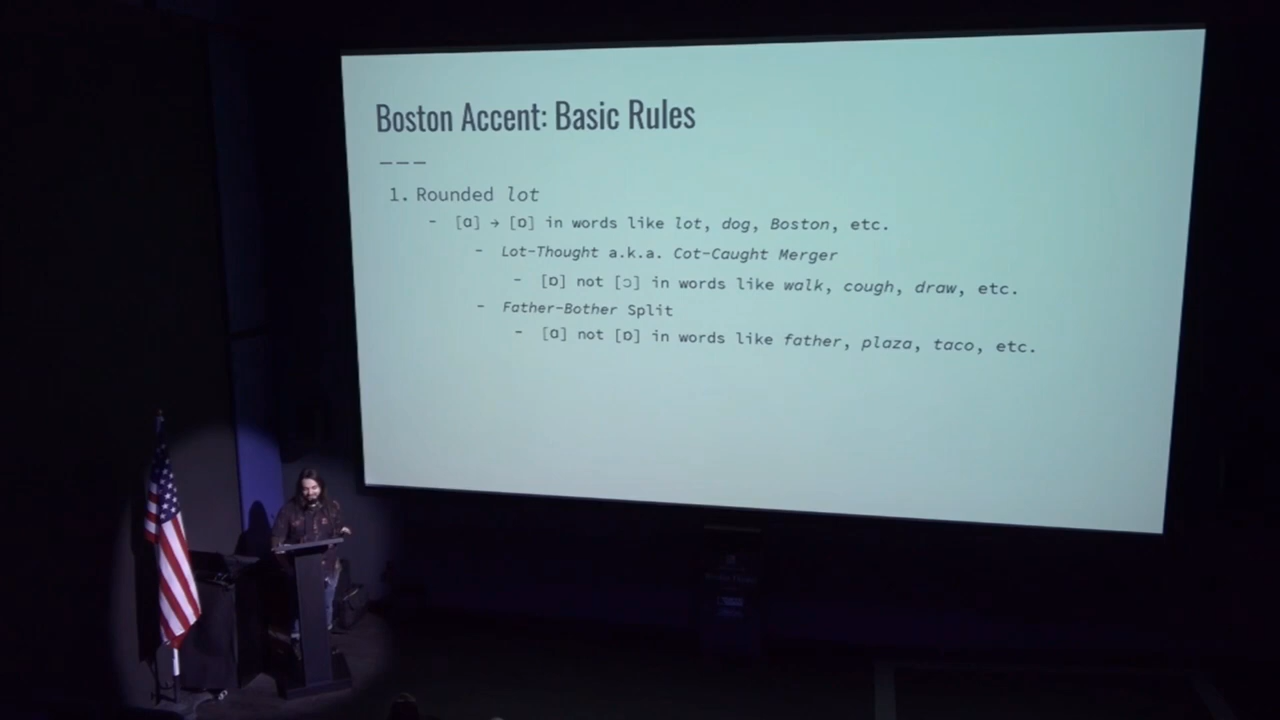 Boston Accent: Basic Rules
———
1. Rounded lot
- [ɑ] → [ɒ] in words like lot, dog, Boston, etc.
- Lot-Thought a.k.a. Cot-Caught Merger
- [ɒ] not [ɔ] in words like walk, cough, draw, etc.
- Father-Bother Split
- [ɑ] not [ɒ] in words like father, plaza, taco, etc.